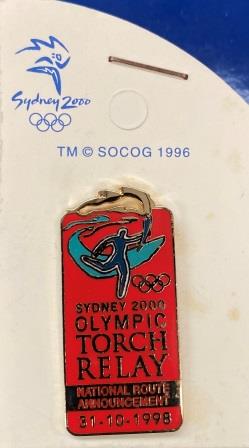 Sydney 2000
TM © SOCOG 1996
SYDNEY 2000
OLYMPIC
TORCH
RELAY
NATIONAL ROUTE
ANNOUNCEMENT
31-10-1998